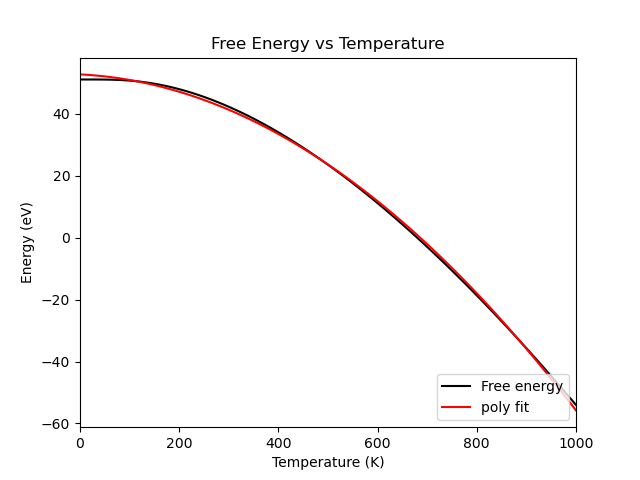 Free Energy vs Temperature
40
20
0
−20
−40
−60
Energy (eV)
Free energy
poly fit
0 200 400 600 800 1000
Temperature (K)